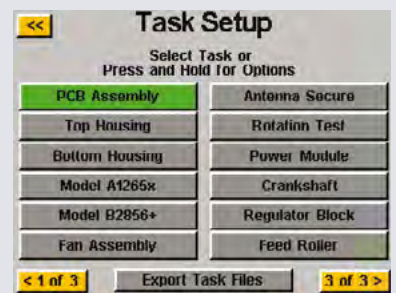 <<
Task Setup
Select Task or
Press and Hold for Options
PCB Assembly
Antenna Secure
Top Housing
Rotation Test
Bottom Housing
Power Module
Model A1265x
Crankshaft
Model B2856+
Regulator Block
Fan Assembly
Feed Roller
< 1 of 3
Export Task Files
3 of 3 >